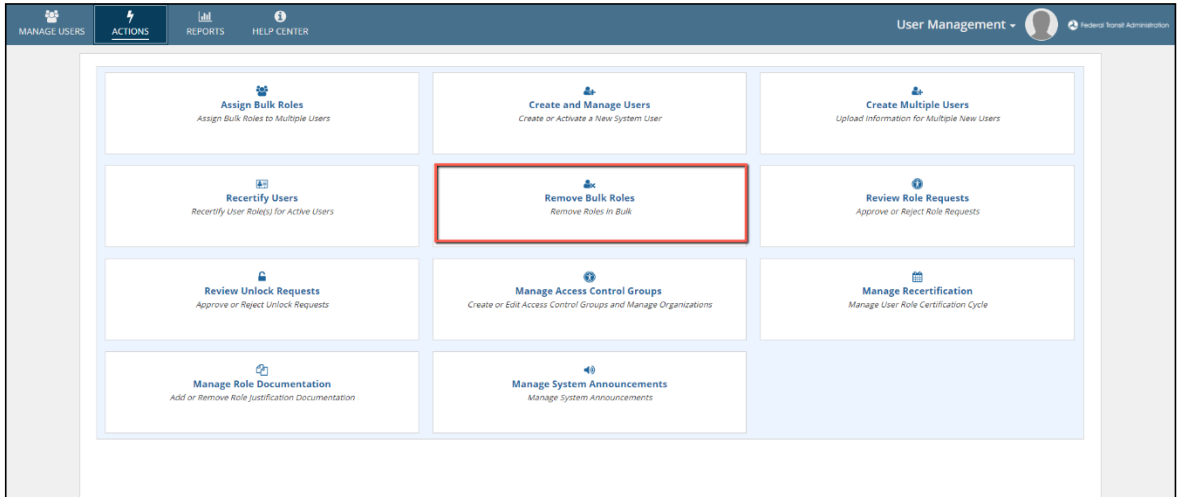 MANAGE USERS
ACTIONS
REPORTS
HELP CENTER
User Management
Federal Transit Administration
Assign Bulk Roles
Assign Bulk Roles to Multiple Users
Create and Manage Users
Create or Activate a New System User
Create Multiple Users
Upload Information for Multiple New Users
Recertify Users
Recertify User Role(s) for Active Users
Remove Bulk Roles
Remove Roles in Bulk
Review Role Requests
Approve or Reject Role Requests
Review Unlock Requests
Approve or Reject Unlock Requests
Manage Access Control Groups
Create or Edit Access Control Groups and Manage Organizations
Manage Recertification
Manage User Role Certification Cycle
Manage Role Documentation
Add or Remove Role Justification Documentation
Manage System Announcements
Manage System Announcements